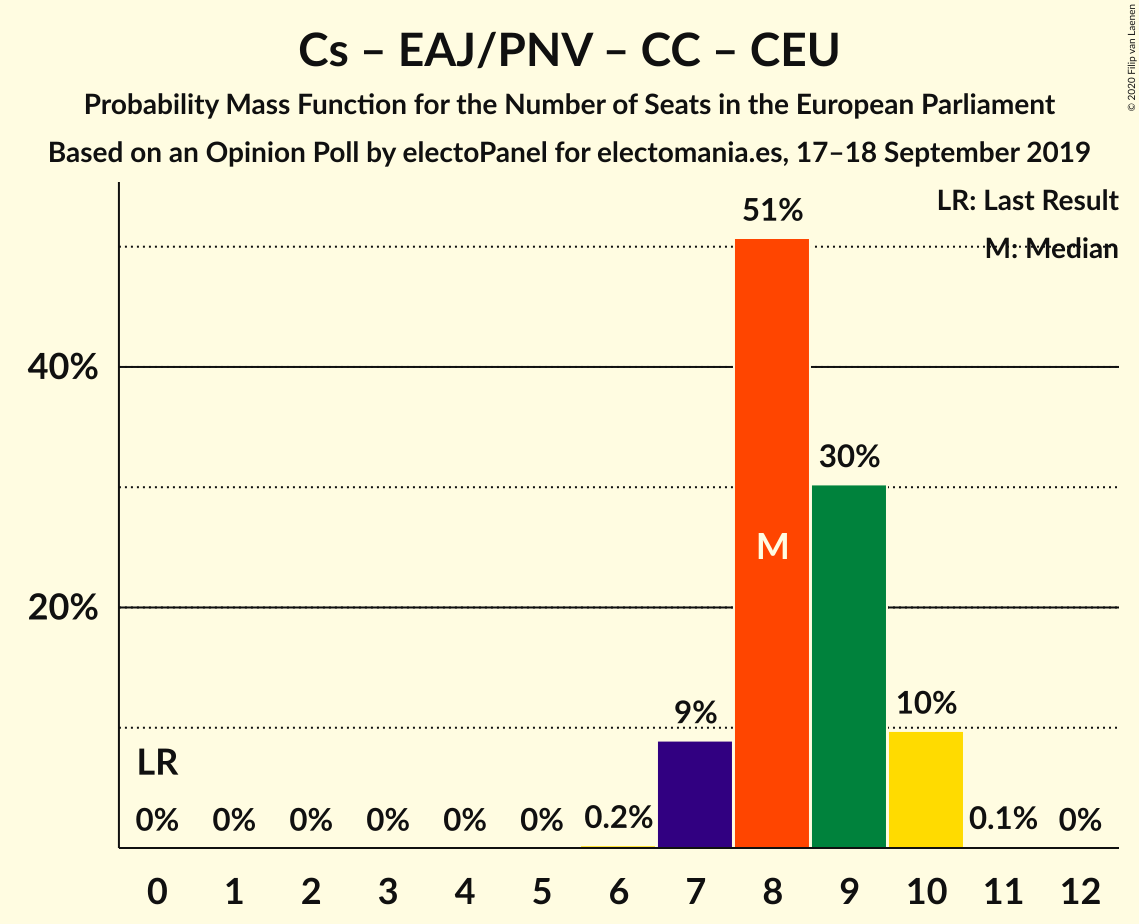 Cs – EAJ/PNV – CC – CEU
Probability Mass Function for the Number of Seats in the European Parliament
Based on an Opinion Poll by electoPanel for electomania.es, 17–18 September 2019
© 2020 Filip van Laenen
LR: Last Result
M: Median
51%
40%
30%
M
20%
9%
10%
LR
0% 0% 0% 0% 0% 0% 0.2% 0.1% 0%
0 1 2 3 4 5 6 7 8 9 10 11 12